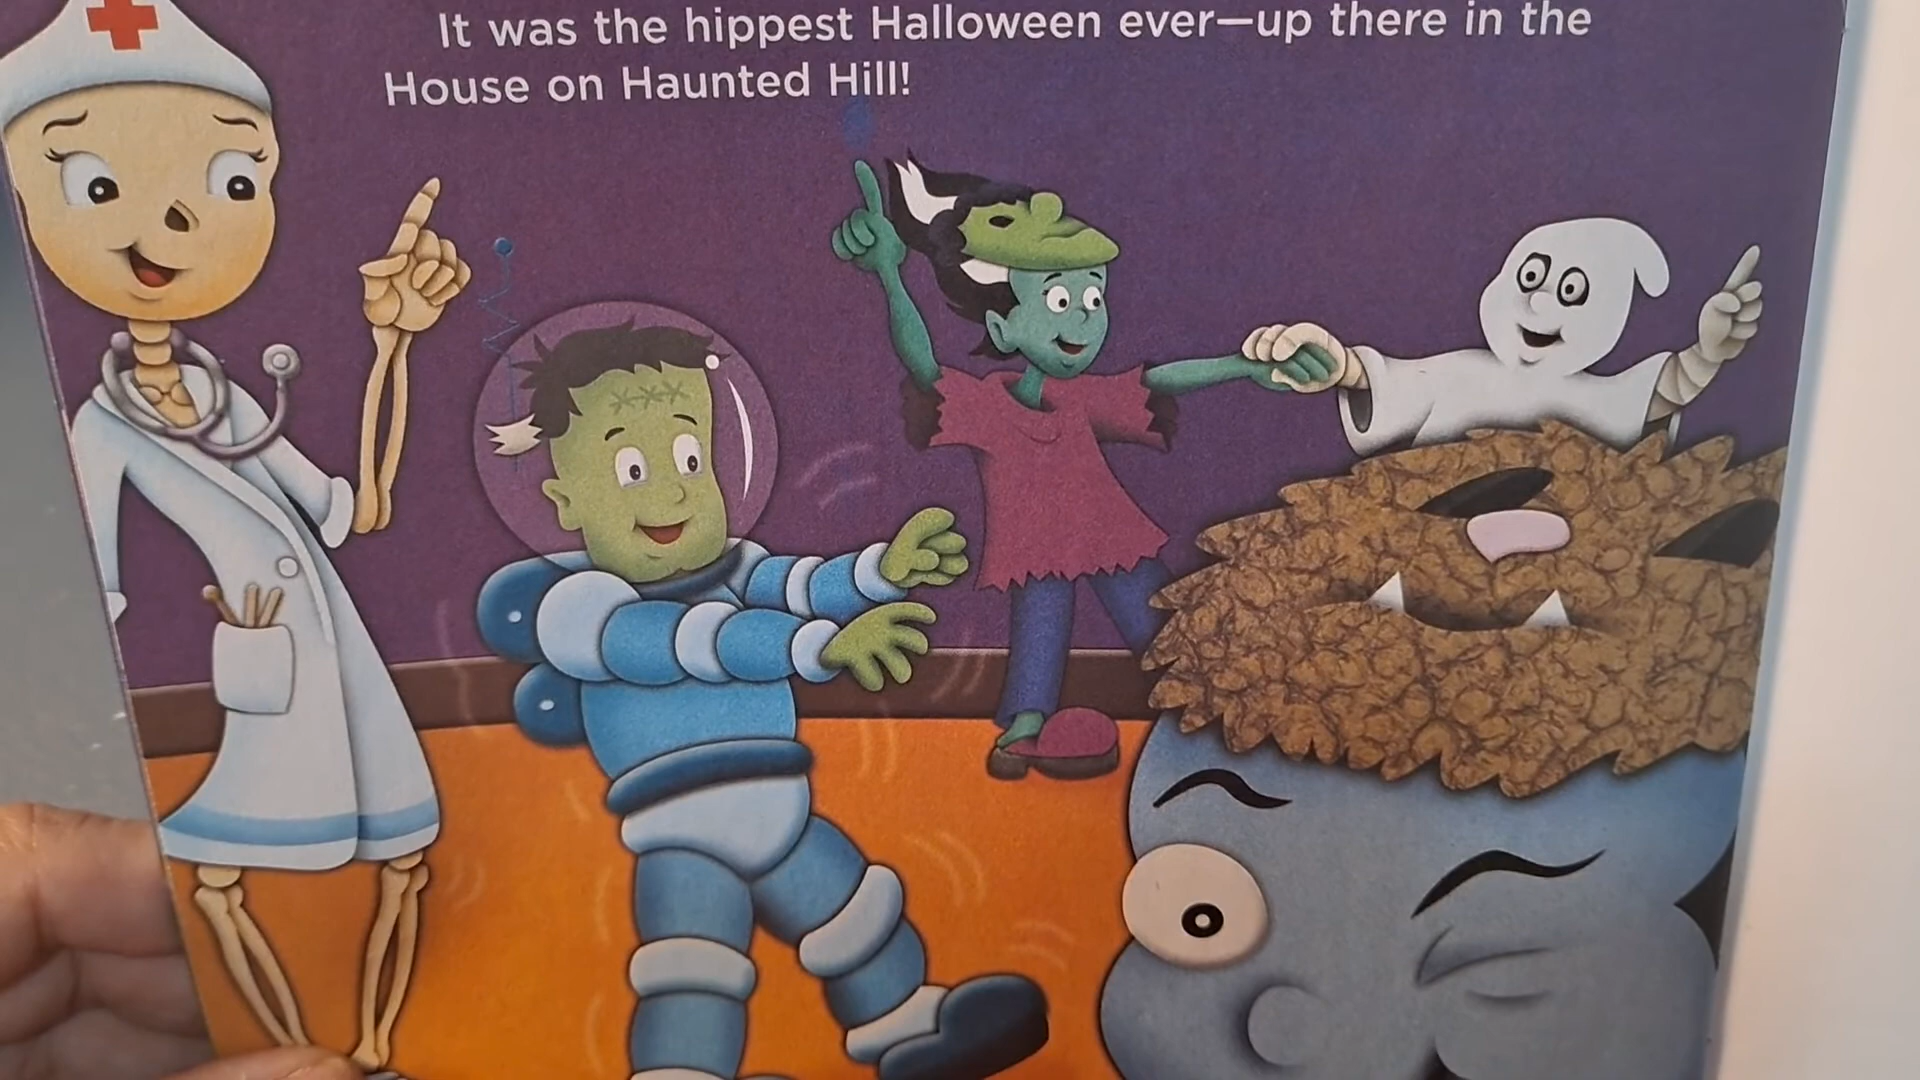 It was the hippest Halloween ever—up there in the
House on Haunted Hill!